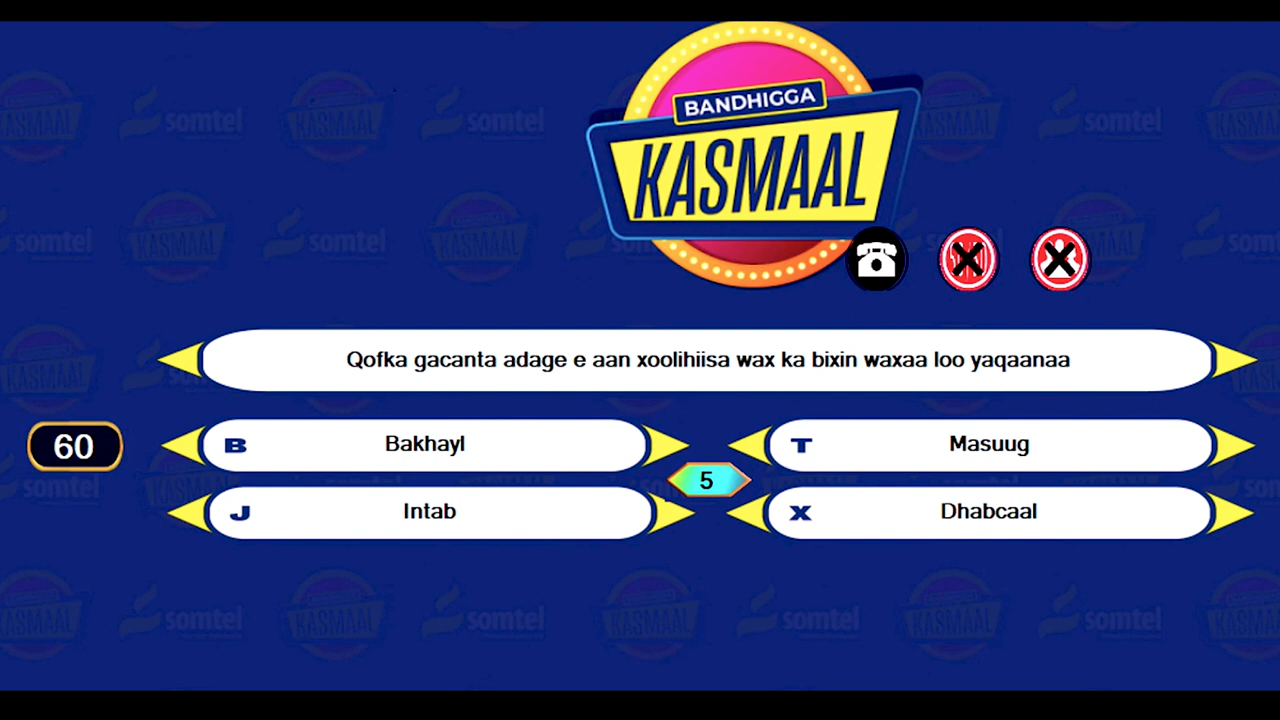 BANDHIGGA
KASMAAL
Qofka gacanta adage e aan xoolihiisa wax ka bixin waxaa loo yaqaanaa
60
B Bakhayl
T Masuug
5
J Intab
X Dhabcaal
somtel